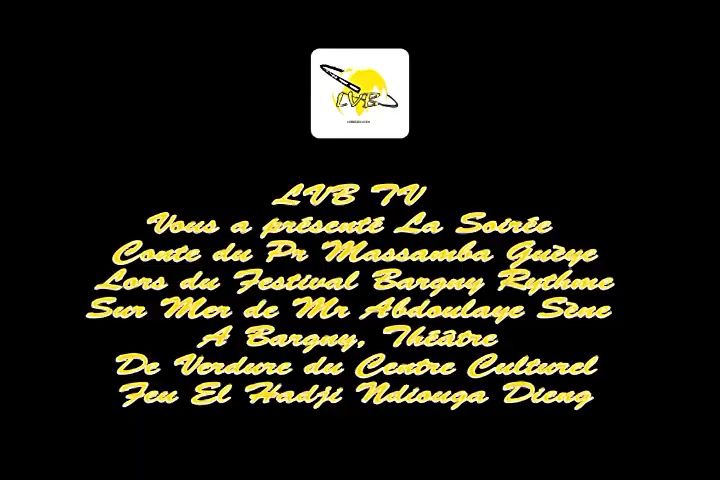 LVB
LVB TV
Vous a présenté La Soirée
Conte du Pr Massamba Guèye
Lors du Festival Bargny Rythme
Sur Mer de Mr Abdoulaye Sène
A Bargny, Théâtre
De Verdure du Centre Culturel
Feu El Hadji Ndiouga Dieng